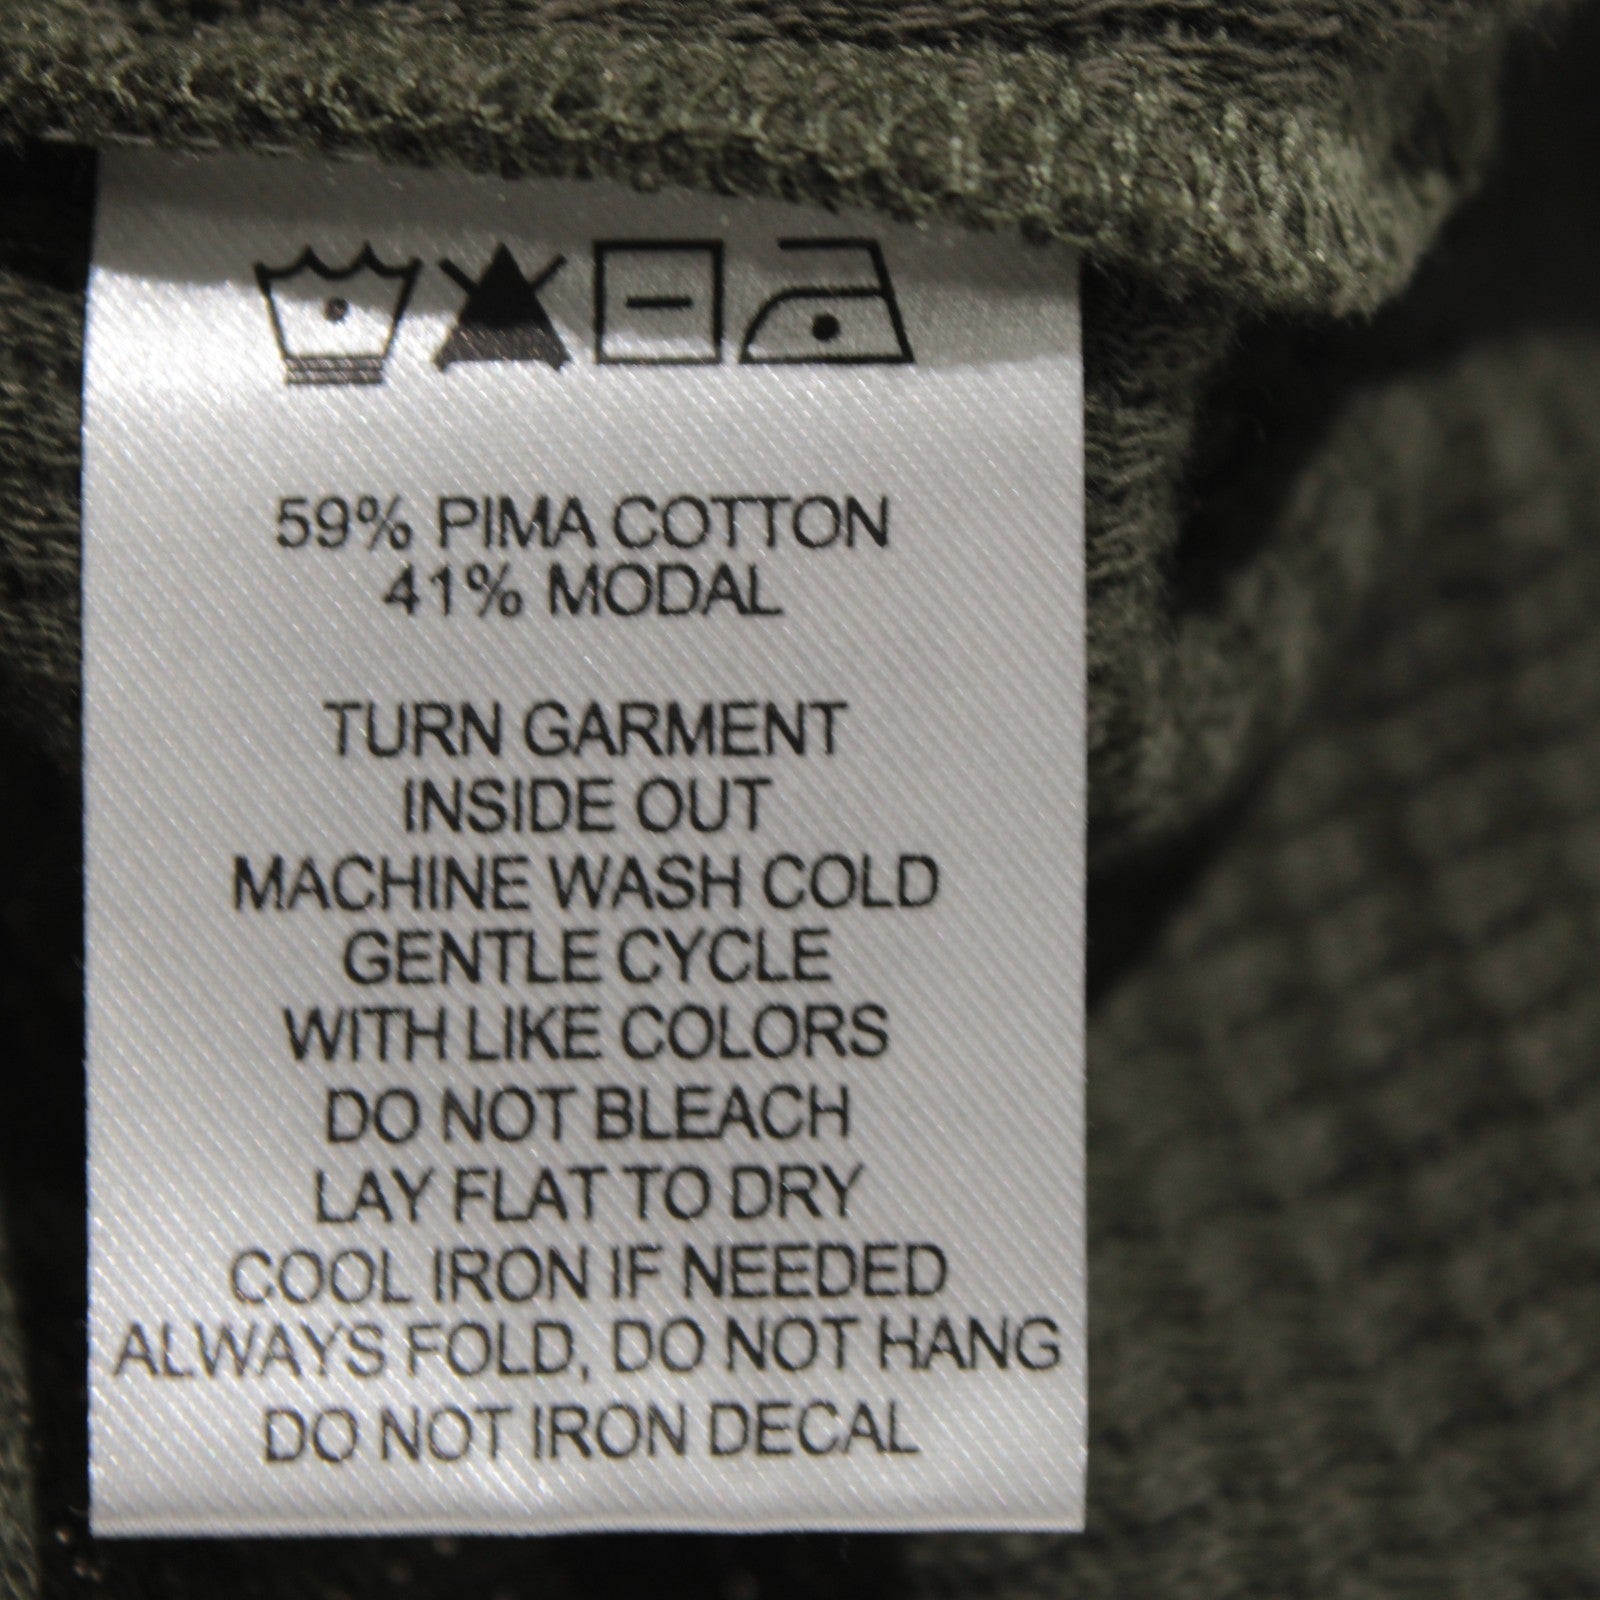 59% PIMA COTTON
41% MODAL
TURN GARMENT
INSIDE OUT
MACHINE WASH COLD
GENTLE CYCLE
WITH LIKE COLORS
DO NOT BLEACH
LAY FLAT TO DRY
COOL IRON IF NEEDED
ALWAYS FOLD, DO NOT HANG
DO NOT IRON DECAL